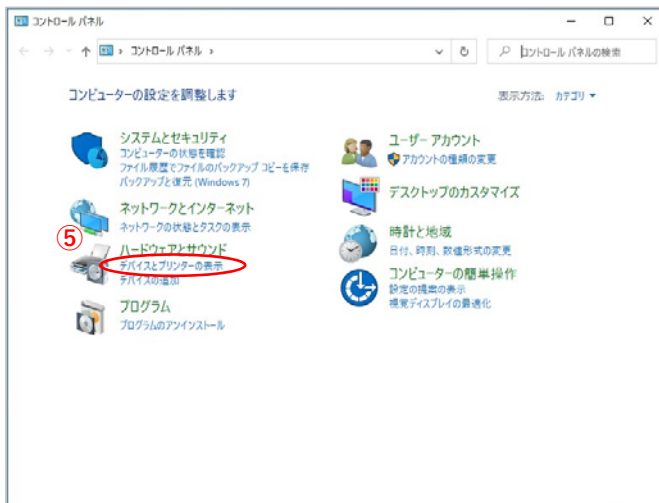 コントロール パネル
コントロール パネル
コントロール パネルの検索
コンピューターの設定を調整します
表示方法: カテゴリ
システムとセキュリティ
コンピューターの状態を確認
ファイル履歴でファイルのバックアップ コピーを保存
バックアップと復元 (Windows 7)
ネットワークとインターネット
ネットワークの状態とタスクの表示
⑤
ハードウェアとサウンド
デバイスとプリンターの表示
デバイスの追加
プログラム
プログラムのアンインストール
ユーザー アカウント
アカウントの種類の変更
デスクトップのカスタマイズ
時計と地域
日付、時刻、数値形式の変更
コンピューターの簡単操作
設定の提案の表示
視覚ディスプレイの最適化